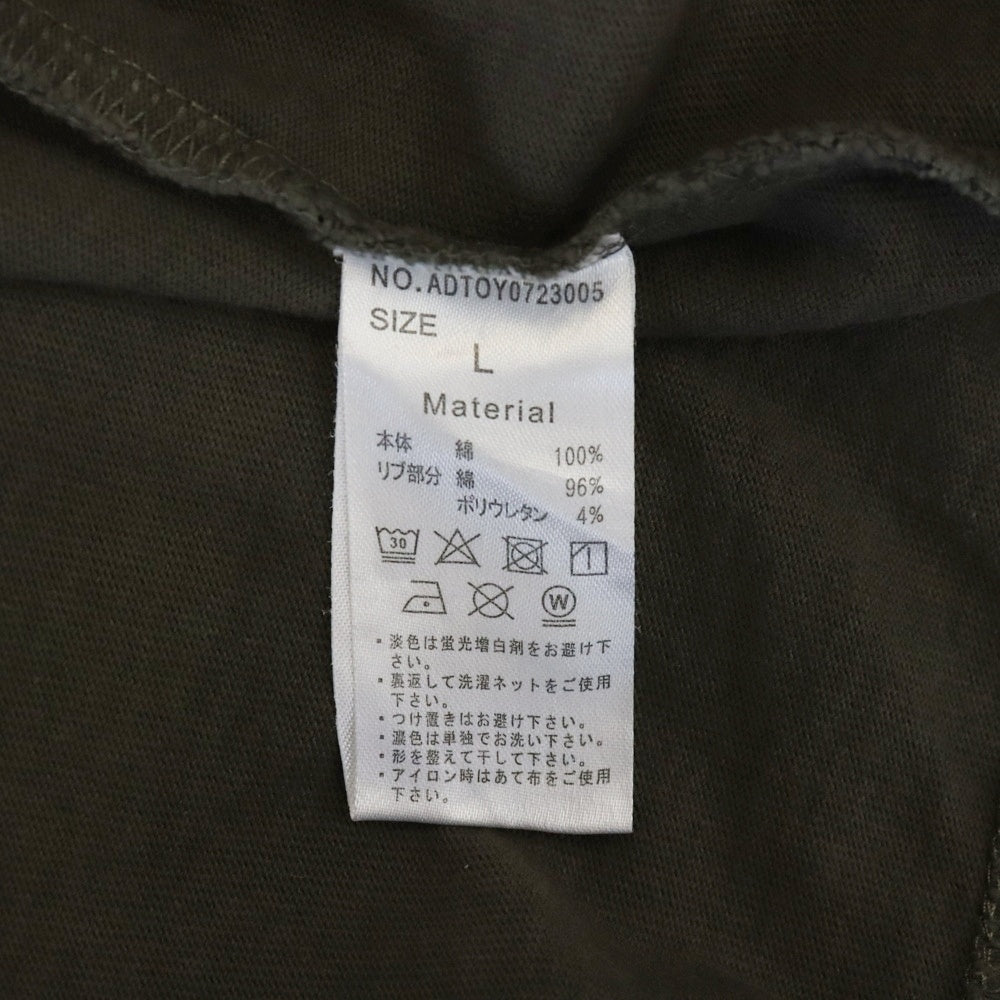 NO.ADTOY0723005
SIZE
L
Material
本体 綿 100%
リブ部分 綿 96%
ポリウレタン 4%
30
W
・淡色は蛍光増白剤をお避け下
さい。
・裏返して洗濯ネットをご使用
下さい。
・つけ置きはお避け下さい。
・濃色は単独でお洗い下さい。
・形を整えて干して下さい。
・アイロン時はあて布をご使用
下さい。